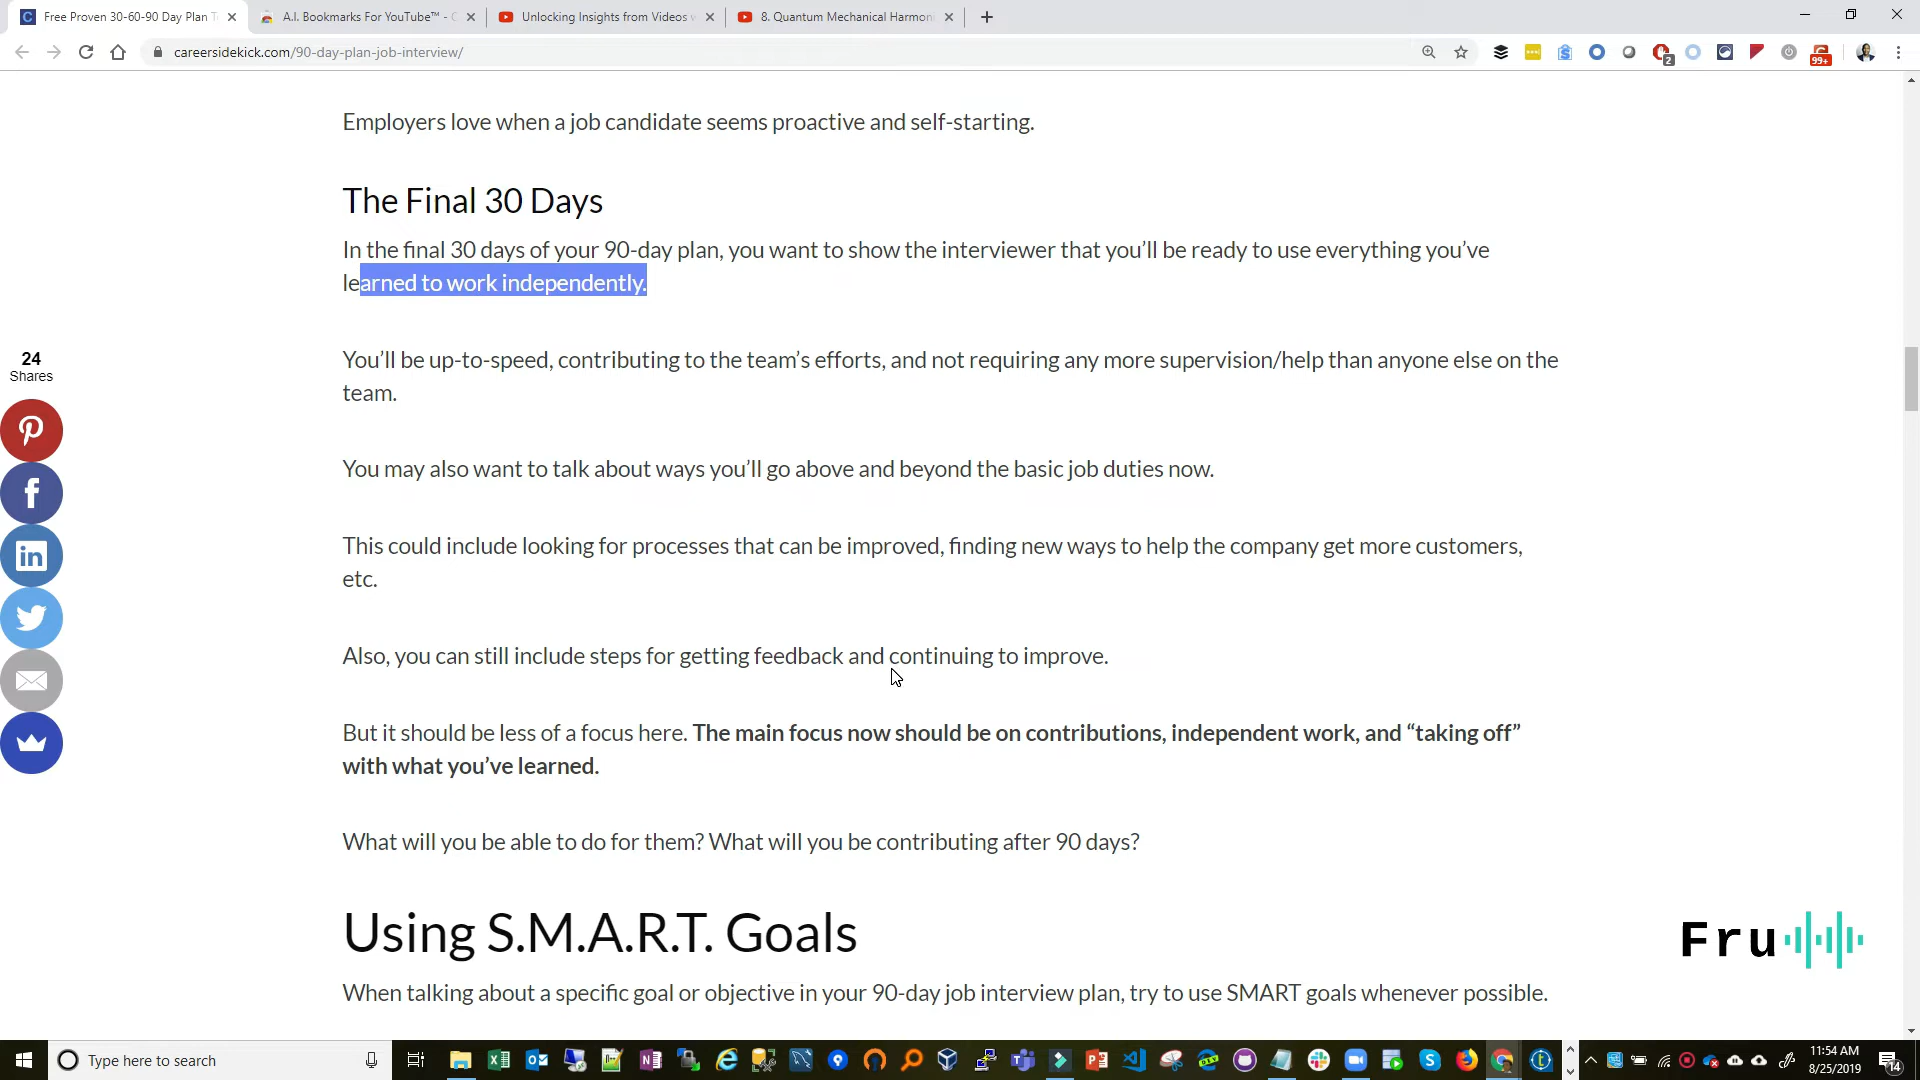 Free Proven 30-60-90 Day Plan T
A.I. Bookmarks For YouTube™ - C
Unlocking Insights from Videos w
8. Quantum Mechanical Harmoni
careersidekick.com/90-day-plan-job-interview/
2
99+
Employers love when a job candidate seems proactive and self-starting.
The Final 30 Days
In the final 30 days of your 90-day plan, you want to show the interviewer that you'll be ready to use everything you've
learned to work independently.
24
Shares
You'll be up-to-speed, contributing to the team's efforts, and not requiring any more supervision/help than anyone else on the
team.
You may also want to talk about ways you'll go above and beyond the basic job duties now.
This could include looking for processes that can be improved, finding new ways to help the company get more customers,
etc.
Also, you can still include steps for getting feedback and continuing to improve.
But it should be less of a focus here. The main focus now should be on contributions, independent work, and “taking off”
with what you've learned.
What will you be able to do for them? What will you be contributing after 90 days?
Using S.M.A.R.T. Goals
Fru
When talking about a specific goal or objective in your 90-day job interview plan, try to use SMART goals whenever possible.
Type here to search
11:54 AM
8/25/2019
14